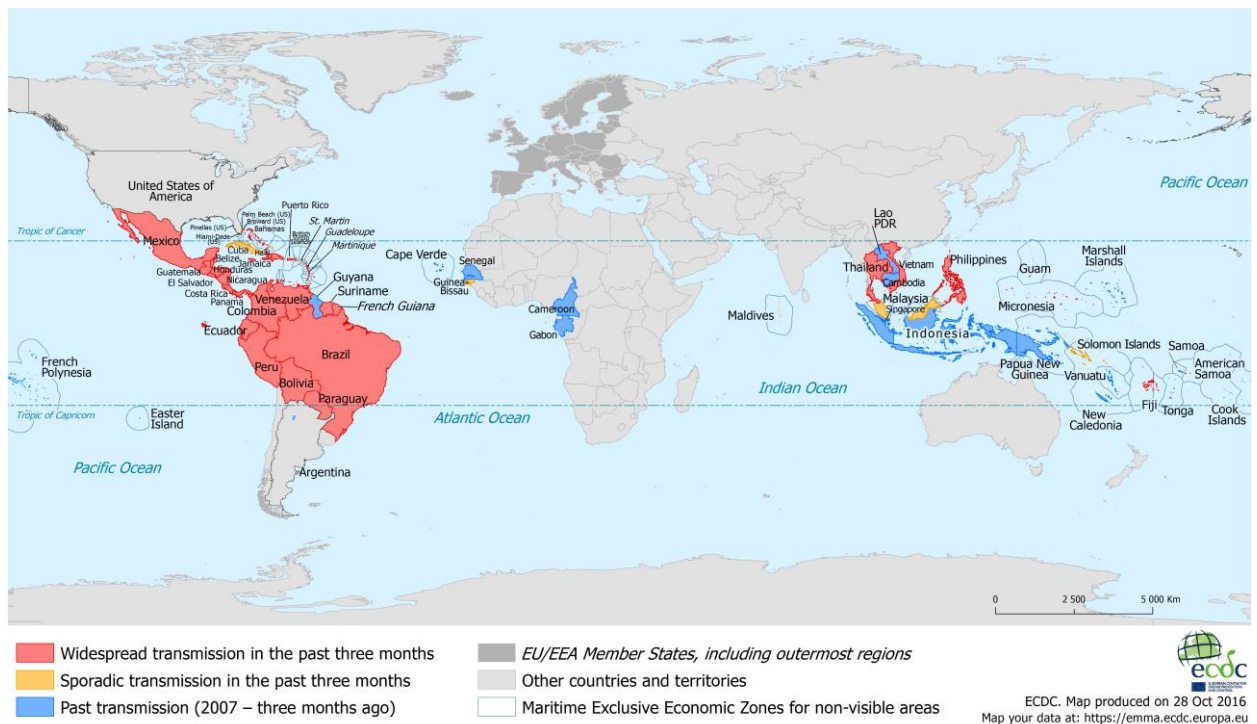 United States of
America
Pacific Ocean
Tropic of Cancer
Palm Beach (US)
Broward (US)
Bahamas
Pinellas (US)
Miami-Dade
(US)
Puerto Rico
St. Martin
Guadeloupe
Martinique
Mexico
Cuba
Haiti
Belize
Jamaica
Honduras
Guatemala
El Salvador
Nicaragua
Costa Rica
Panama
Venezuela
Colombia
Guyana
Suriname
French Guiana
Ecuador
Brazil
Peru
Bolivia
Paraguay
French
Polynesia
Tropic of Capricorn
Easter
Island
Pacific Ocean
Argentina
Atlantic Ocean
Cape Verde
Senegal
Guinea
Bissau
Cameroon
Gabon
Maldives
Indian Ocean
Lao
PDR
Thailand
Vietnam
Cambodia
Philippines
Malaysia
Singapore
Indonesia
Guam
Marshall
Islands
Micronesia
Solomon Islands
Papua New
Guinea
Vanuatu
Samoa
American
Samoa
New
Caledonia
Fiji
Tonga
Cook
Islands
0 2 500 5 000 Km
Widespread transmission in the past three months
Sporadic transmission in the past three months
Past transmission (2007 – three months ago)
EU/EEA Member States, including outermost regions
Other countries and territories
Maritime Exclusive Economic Zones for non-visible areas
ecdc
EUROPEAN CENTRE FOR
DISEASE PREVENTION
AND CONTROL
ECDC. Map produced on 28 Oct 2016
Map your data at: https://emma.ecdc.europa.eu